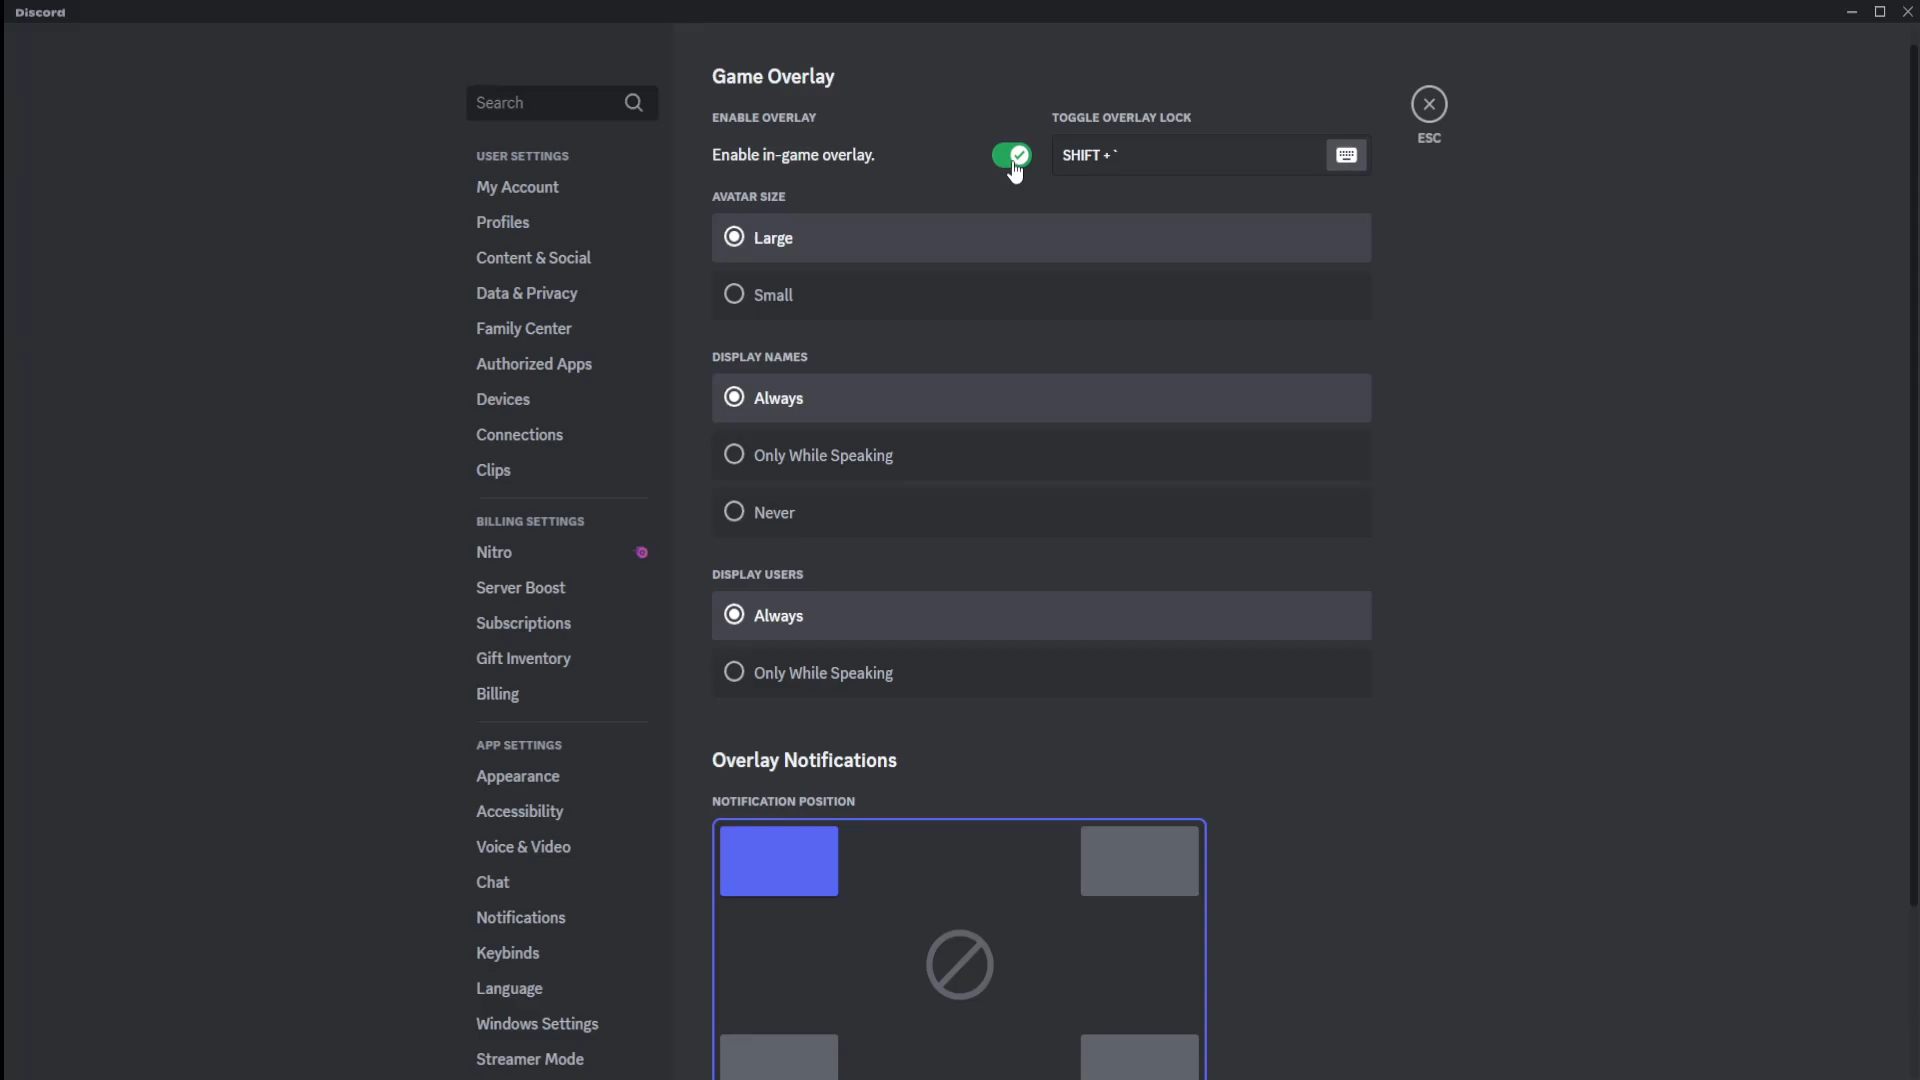 Discord
Search
USER SETTINGS
My Account
Profiles
Content & Social
Data & Privacy
Family Center
Authorized Apps
Devices
Connections
Clips
BILLING SETTINGS
Nitro
Server Boost
Subscriptions
Gift Inventory
Billing
APP SETTINGS
Appearance
Accessibility
Voice & Video
Chat
Notifications
Keybinds
Language
Windows Settings
Streamer Mode
Game Overlay
ENABLE OVERLAY
Enable in-game overlay.
TOGGLE OVERLAY LOCK
SHIFT + `
AVATAR SIZE
Large
Small
DISPLAY NAMES
Always
Only While Speaking
Never
DISPLAY USERS
Always
Only While Speaking
Overlay Notifications
NOTIFICATION POSITION
ESC